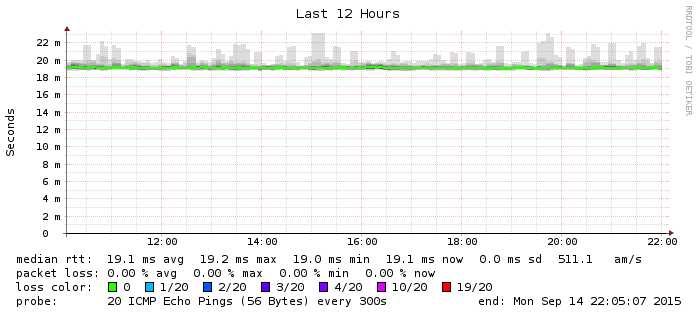 Last 12 Hours
RRDTOOL / TOBI OETIKER
Seconds
22 m
20 m
18 m
16 m
14 m
12 m
10 m
8 m
6 m
4 m
2 m
0
12:00 14:00 16:00 18:00 20:00 22:00
median rtt: 19.1 ms avg 19.2 ms max 19.0 ms min 19.1 ms now 0.0 ms sd 511.1 am/s
packet loss: 0.00 % avg 0.00 % max 0.00 % min 0.00 % now
loss color: 0 1/20 2/20 3/20 4/20 10/20 19/20
probe: 20 ICMP Echo Pings (56 Bytes) every 300s end: Mon Sep 14 22:05:07 2015